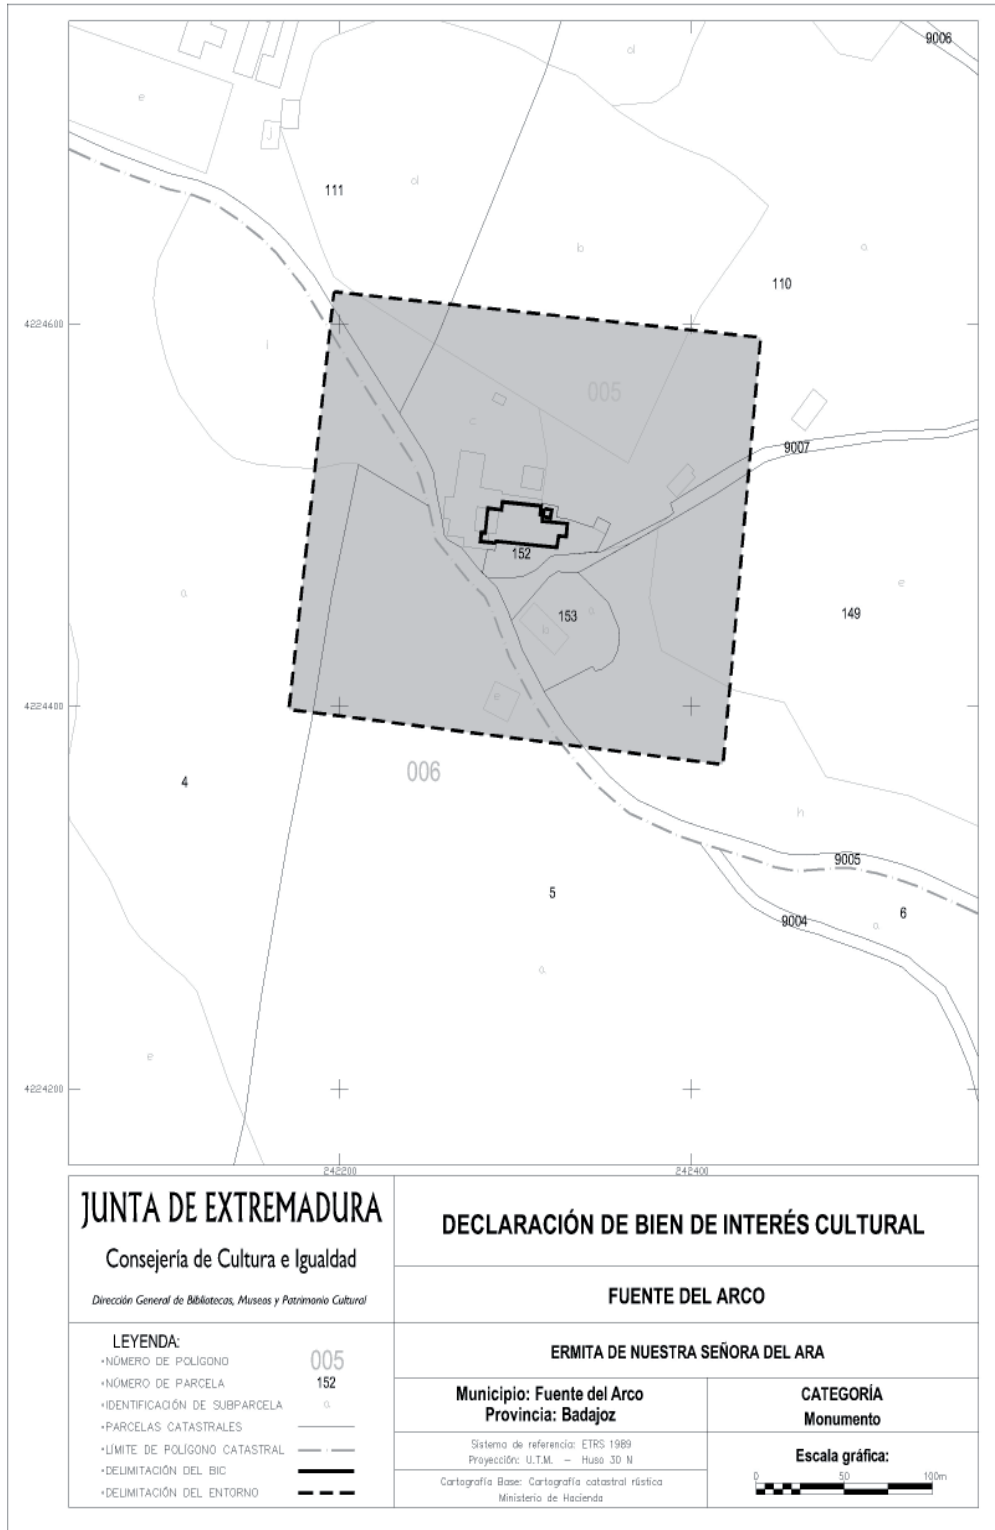 9006
d
e
J
111
d
b
a
110
4224600
i
005
c
9007
152
a
e
153
a
b
149
e
4224400
006
4
h
9005
5
6
9004
a
a
e
4224200
242200
242400
JUNTA DE EXTREMADURA
Consejería de Cultura e Igualdad
Dirección General de Bibliotecas, Museos y Patrimonio Cultural
DECLARACIÓN DE BIEN DE INTERÉS CULTURAL
FUENTE DEL ARCO
ERMITA DE NUESTRA SEÑORA DEL ARA
LEYENDA:
•NÚMERO DE POLÍGONO 005
•NÚMERO DE PARCELA 152
•IDENTIFICACIÓN DE SUBPARCELA a
•PARCELAS CATASTRALES
•LÍMITE DE POLÍGONO CATASTRAL
•DELIMITACIÓN DEL BIC
•DELIMITACIÓN DEL ENTORNO
Municipio: Fuente del Arco
Provincia: Badajoz
Sistema de referencia: ETRS 1989
Proyección: U.T.M. – Huso 30 N
Cartografía Base: Cartografía catastral rústica
Ministerio de Hacienda
CATEGORÍA
Monumento
Escala gráfica:
0 50 100m